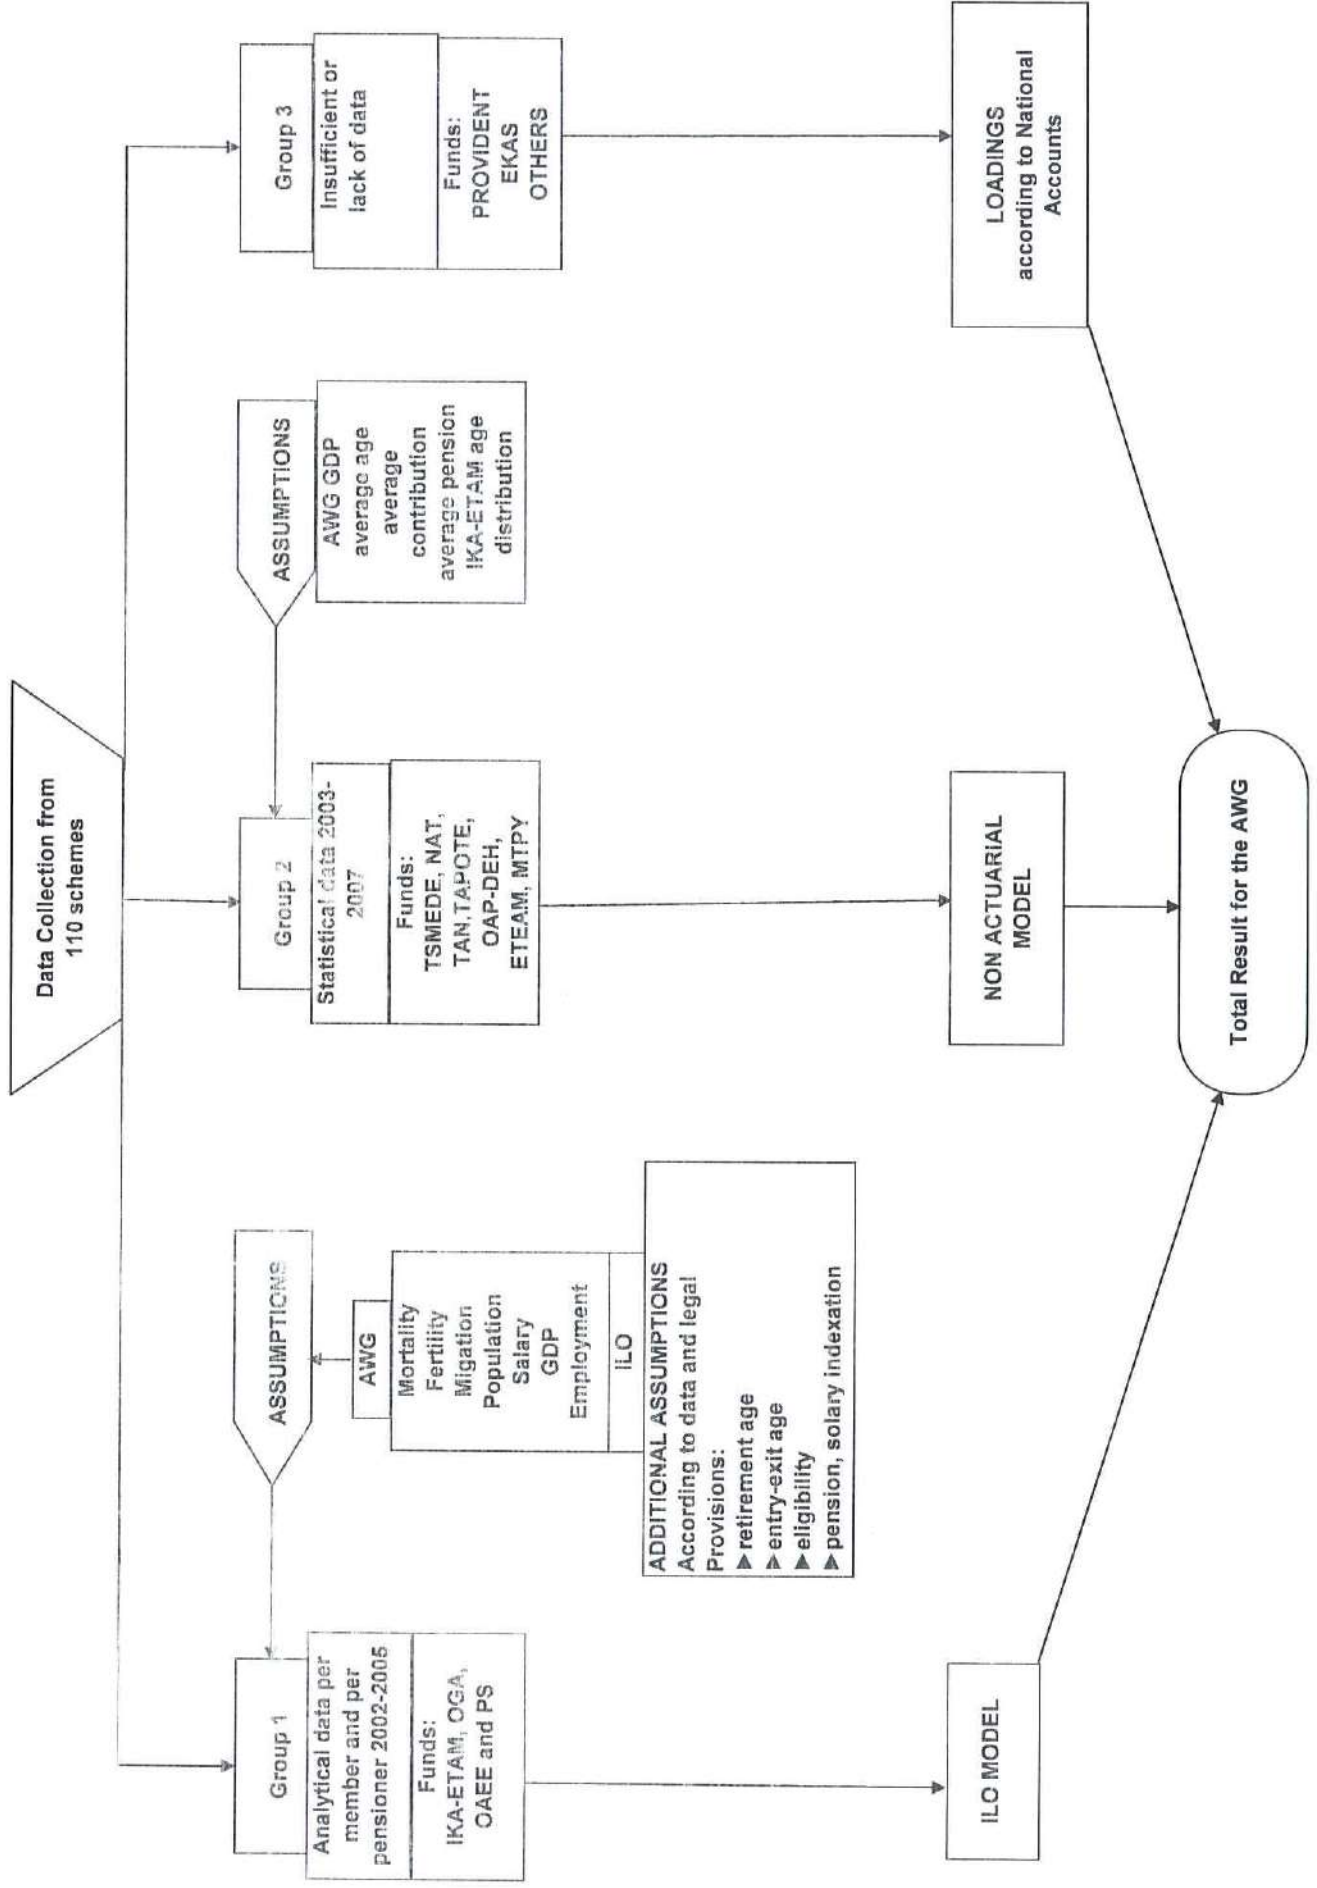 Data Collection from
110 schemes
Group 1
Analytical data per
member and per
pensioner 2002-2005
Funds:
IKA-ETAM, OGA,
OAEE and PS
ASSUMPTIONS
AWG
Mortality
Fertility
Migation
Population
Salary
GDP
Employment
ILO
ADDITIONAL ASSUMPTIONS
According to data and legal
Provisions:
➤retirement age
➤entry-exit age
➤eligibility
➤pension, solary indexation
Group 2
Statistical data 2003-
2007
Funds:
TSMEDE, NAT,
TAN,TAPOTE,
OAP-DEH,
ETEAM, MTPY
ASSUMPTIONS
AWG GDP
average age
average
contribution
average pension
IKA-ETAM age
distribution
Group 3
Insufficient or
lack of data
Funds:
PROVIDENT
EKAS
OTHERS
ILO MODEL
NON ACTUARIAL
MODEL
LOADINGS
according to National
Accounts
Total Result for the AWG